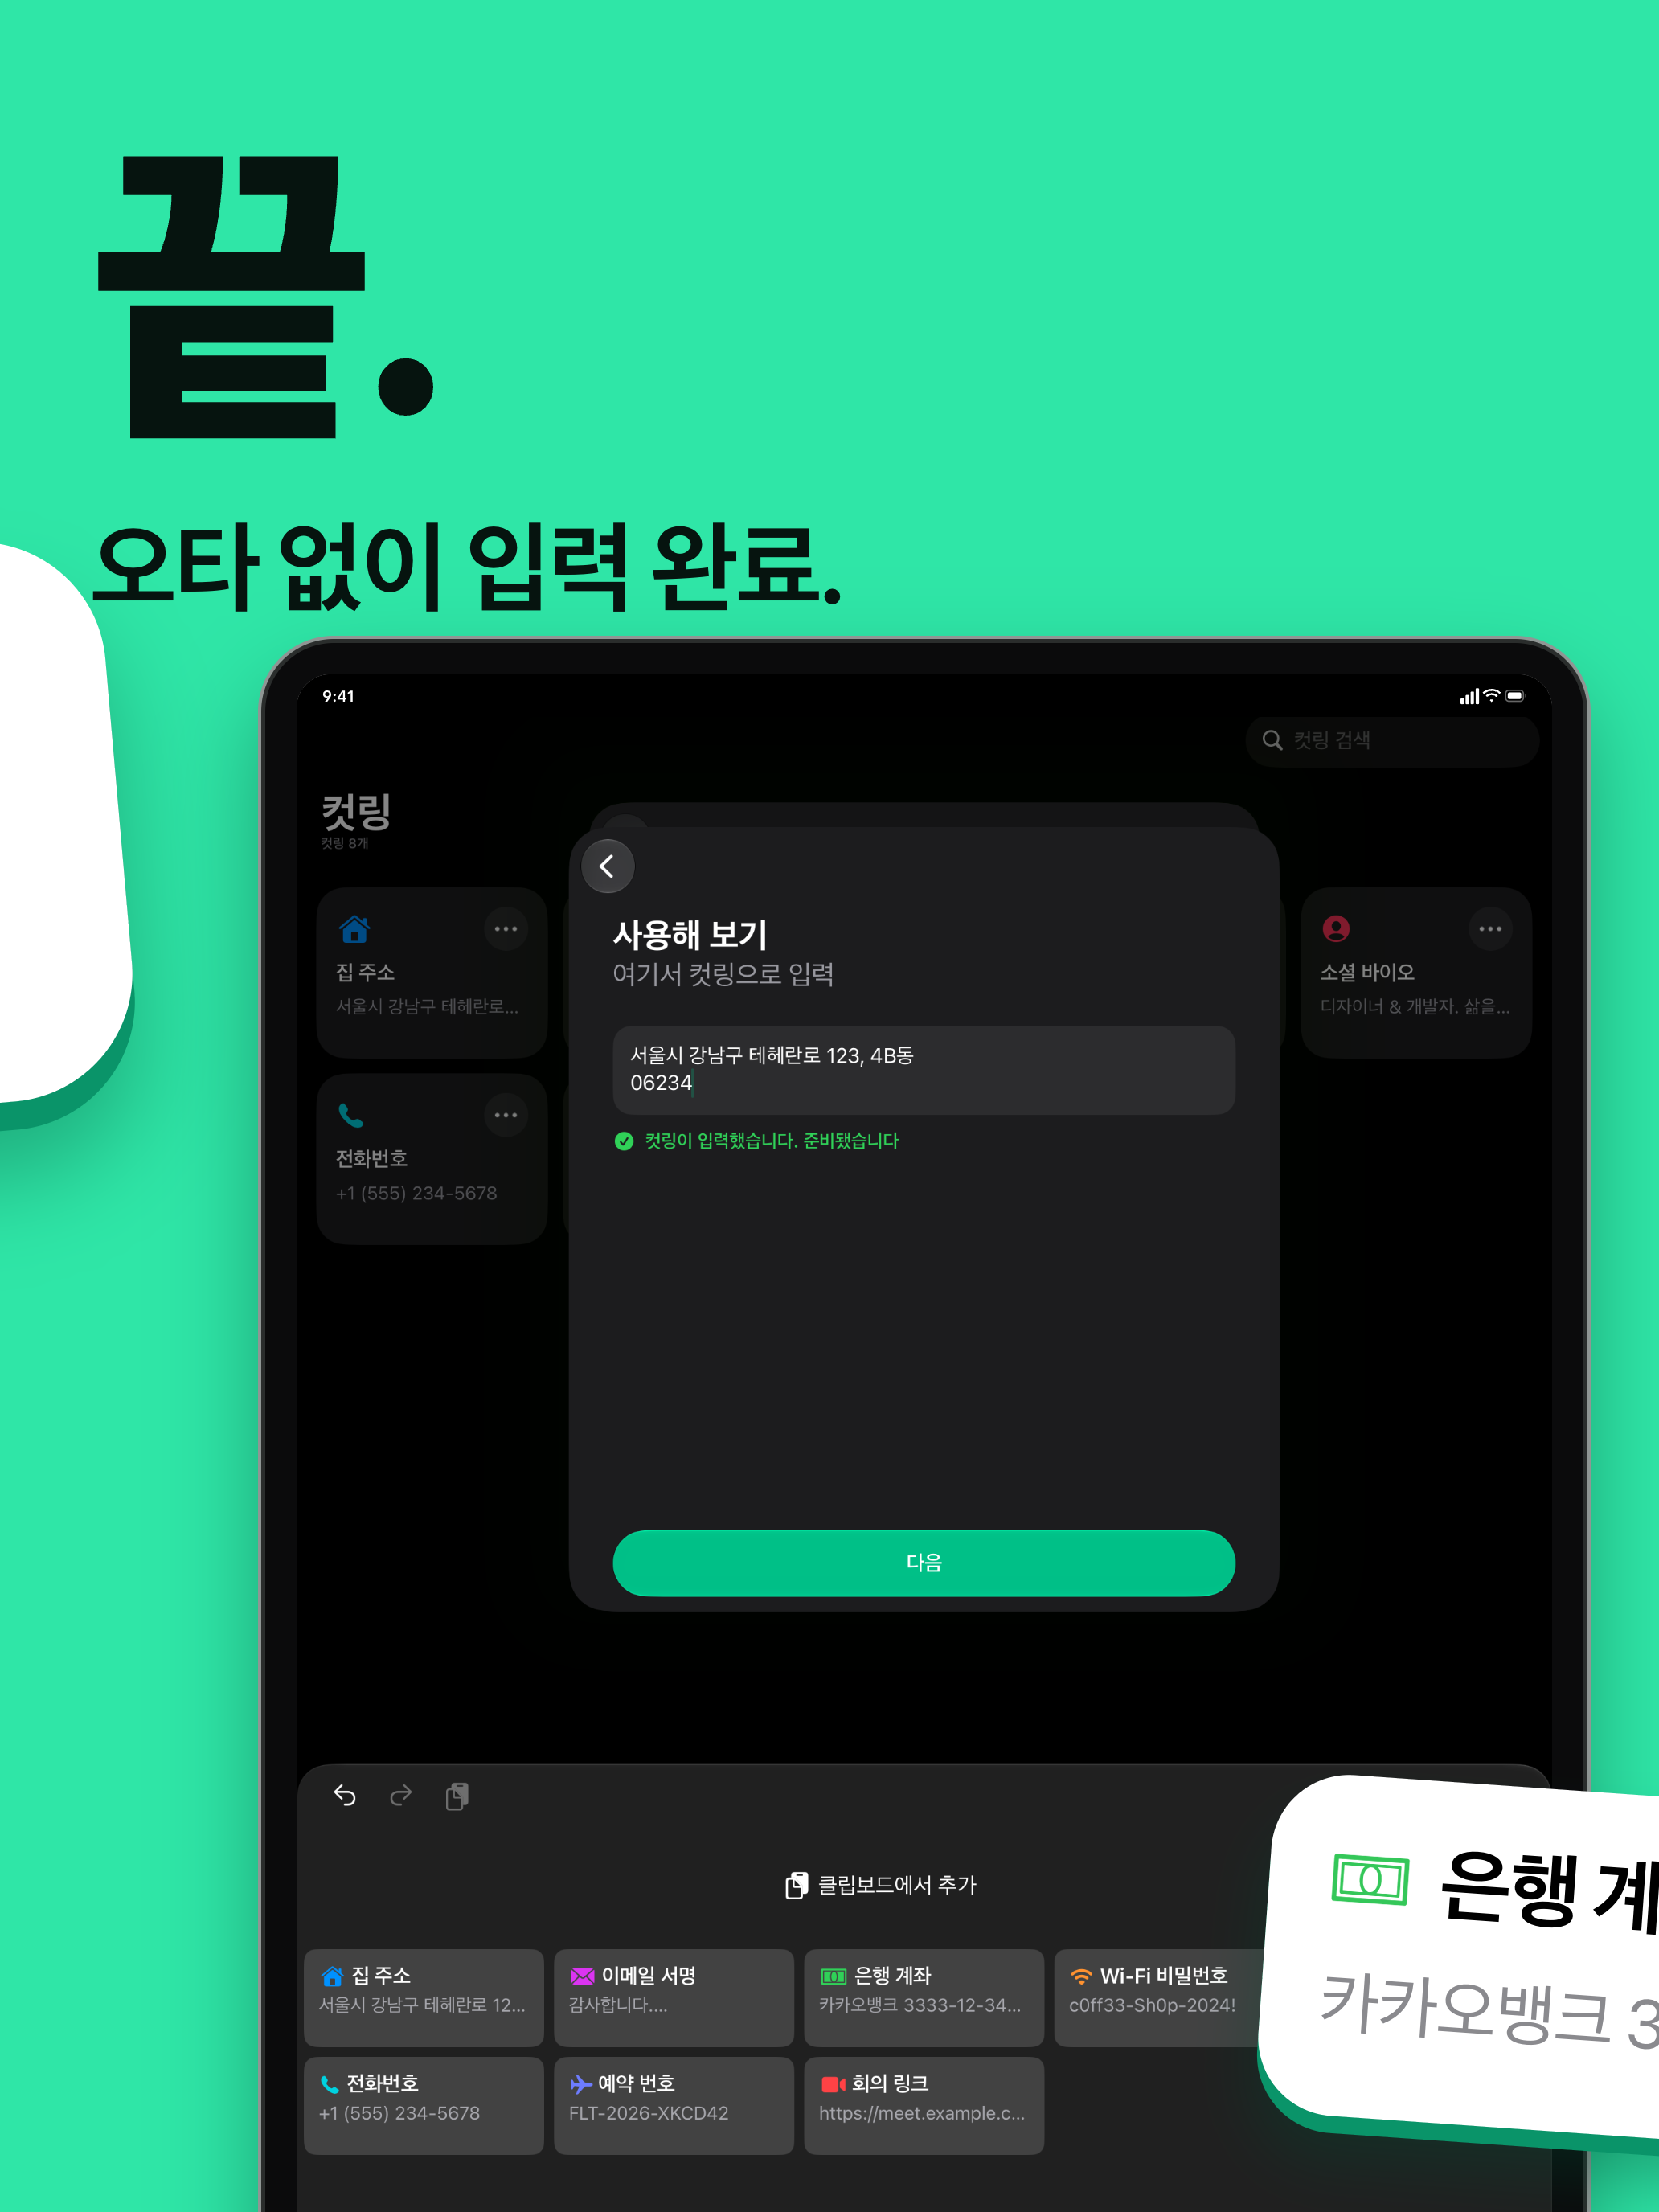 끝.
오타 없이 입력 완료.
9:41
컷링 검색
컷링
컷링 8개
집 주소
서울시 강남구 테헤란로...
소셜 바이오
디자이너 & 개발자. 삶을...
전화번호
+1 (555) 234-5678
사용해 보기
여기서 컷링으로 입력
서울시 강남구 테헤란로 123, 4B동
06234
컷링이 입력했습니다. 준비됐습니다
다음
클립보드에서 추가
집 주소
서울시 강남구 테헤란로 12...
이메일 서명
감사합니다....
은행 계좌
카카오뱅크 3333-12-34...
Wi-Fi 비밀번호
c0ff33-Sh0p-2024!
전화번호
+1 (555) 234-5678
예약 번호
FLT-2026-XKCD42
회의 링크
https://meet.example.c...
은행 계
카카오뱅크 3